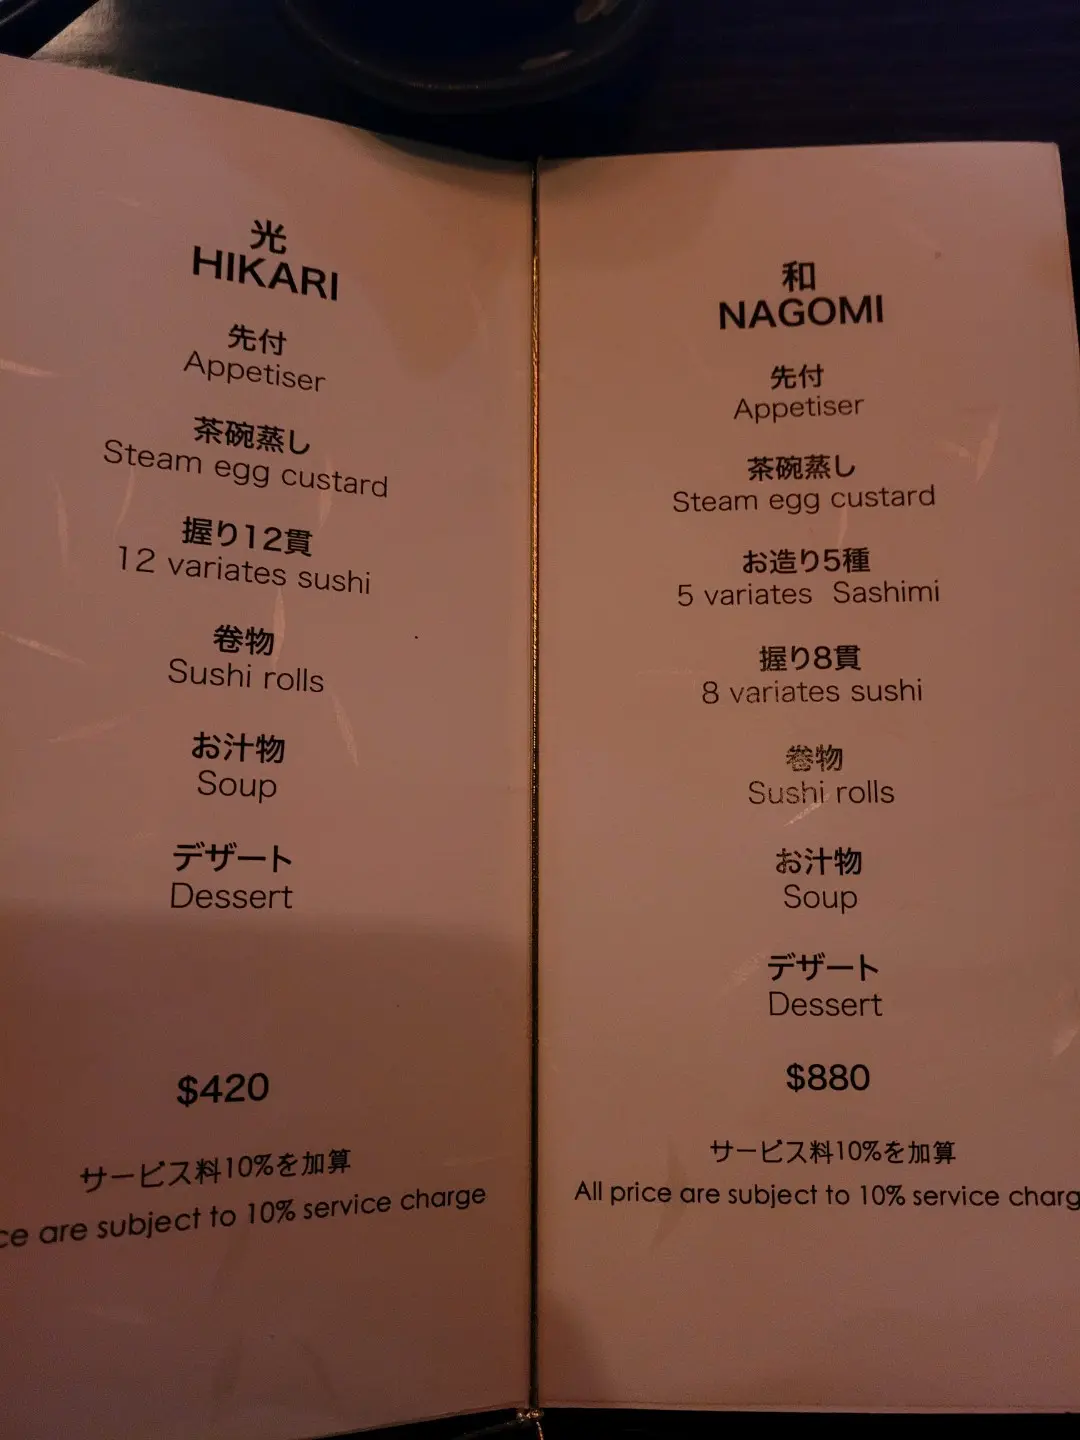 光
HIKARI
先付
Appetiser
茶碗蒸し
Steam egg custard
握り12貫
12 variates sushi
巻物
Sushi rolls
お汁物
Soup
デザート
Dessert
$420
サービス料10%を加算
are subject to 10% service charge
和
NAGOMI
先付
Appetiser
茶碗蒸し
Steam egg custard
お造り5種
5 variates Sashimi
握り8貫
8 variates sushi
巻物
Sushi rolls
お汁物
Soup
デザート
Dessert
$880
サービス料10%を加算
All price are subject to 10% service charg